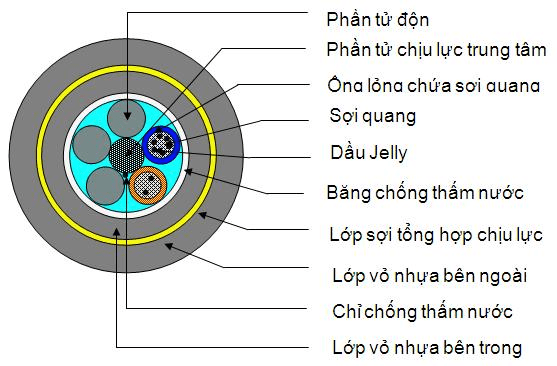 Phần tử độn
Phần tử chịu lực trung tâm
Ống lỏng chứa sợi quang
Sợi quang
Dầu Jelly
Băng chống thấm nước
Lớp sợi tổng hợp chịu lực
Lớp vỏ nhựa bên ngoài
Chỉ chống thấm nước
Lớp vỏ nhựa bên trong